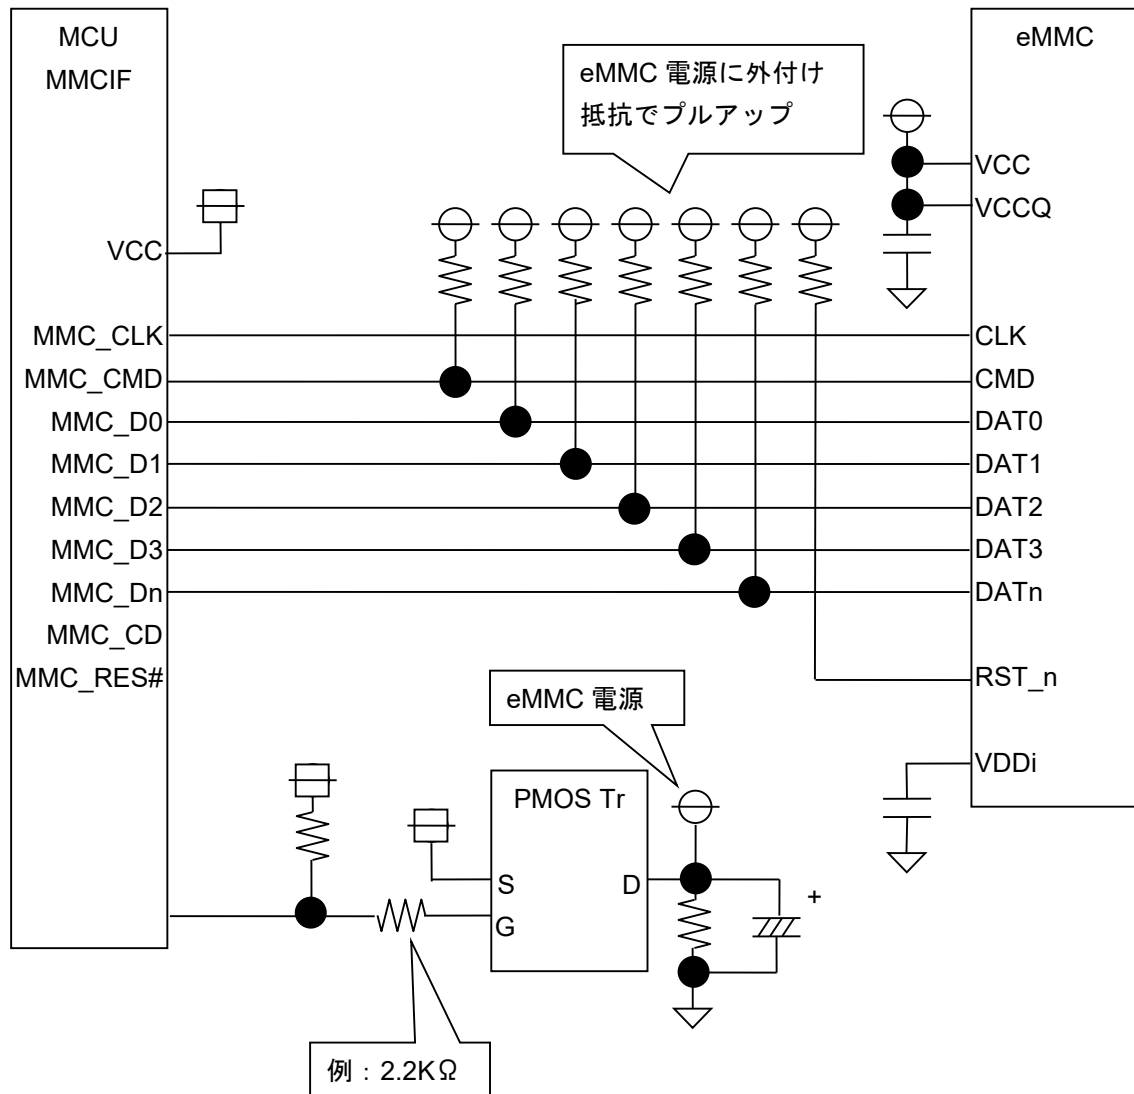 MCU
MMCIF
VCC
MMC_CLK
MMC_CMD
MMC_D0
MMC_D1
MMC_D2
MMC_D3
MMC_Dn
MMC_CD
MMC_RES#
eMMC 電源に外付け
抵抗でプルアップ
eMMC
VCC
VCCQ
CLK
CMD
DAT0
DAT1
DAT2
DAT3
DATn
RST_n
VDDi
eMMC 電源
PMOS Tr
S
D
G
+
例：2.2KΩ